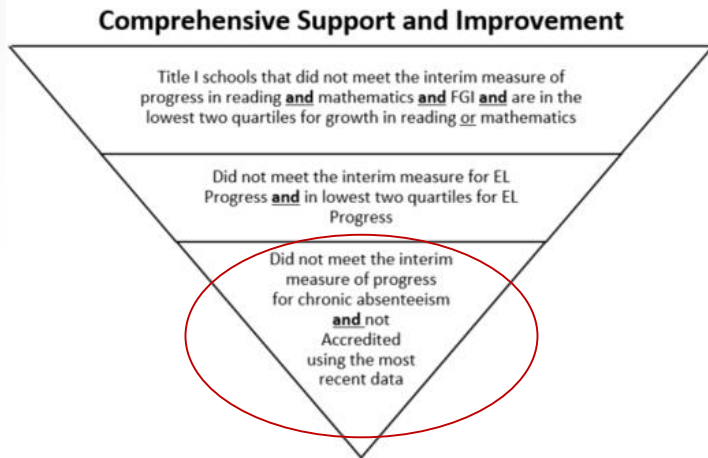 Comprehensive Support and Improvement
Title I schools that did not meet the interim measure of
progress in reading and mathematics and FGI and are in the
lowest two quartiles for growth in reading or mathematics
Did not meet the interim measure for EL
Progress and in lowest two quartiles for EL
Progress
Did not meet the interim
measure of progress
for chronic absenteeism
and not
Accredited
using the most
recent data